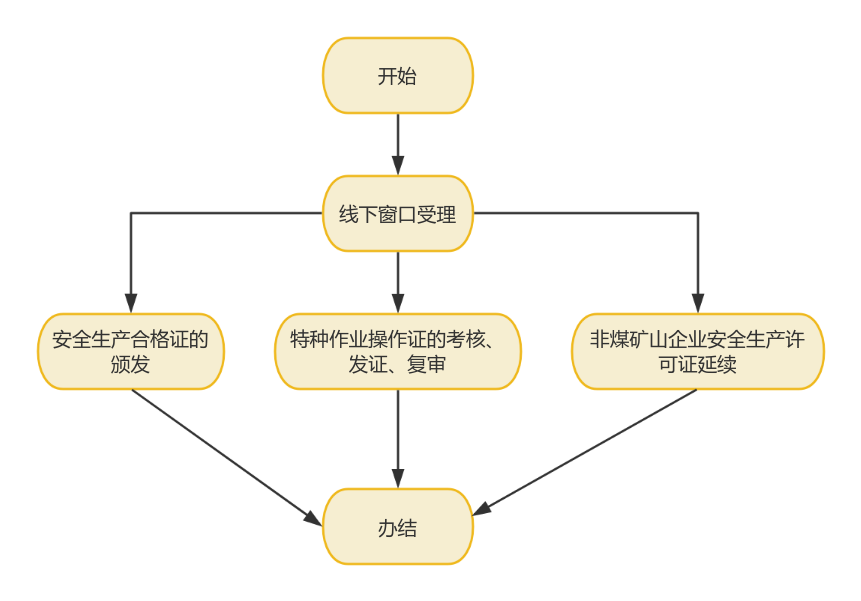 开始
线下窗口受理
安全生产合格证的
颁发
特种作业操作证的考核、
发证、复审
非煤矿山企业安全生产许
可证延续
办结